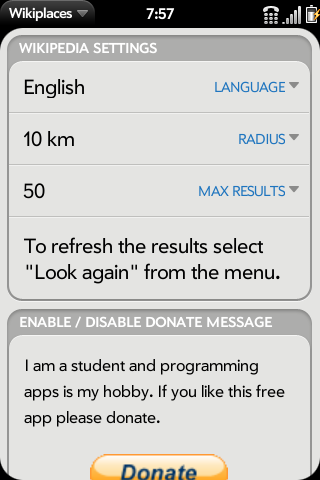 Wikiplaces 7:57
WIKIPEDIA SETTINGS
English LANGUAGE
10 km RADIUS
50 MAX RESULTS
To refresh the results select
"Look again" from the menu.
ENABLE / DISABLE DONATE MESSAGE
I am a student and programming
apps is my hobby. If you like this free
app please donate.
Donate